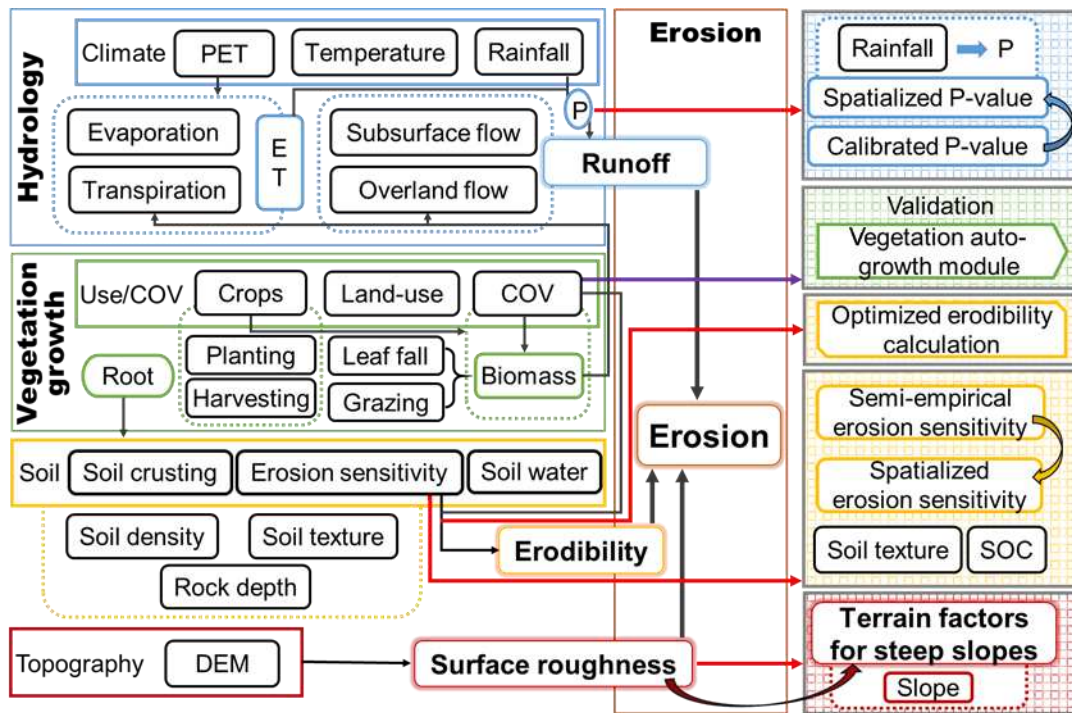 Hydrology
Climate
PET
Temperature
Rainfall
Evaporation
Transpiration
E
T
Subsurface flow
Overland flow
P
Runoff
Vegetation
growth
Use/COV
Crops
Land-use
COV
Root
Planting
Harvesting
Leaf fall
Grazing
Biomass
Soil
Soil crusting
Erosion sensitivity
Soil water
Soil density
Soil texture
Rock depth
Topography
DEM
Erosion
Erosion
Erodibility
Surface roughness
Rainfall
P
Spatialized P-value
Calibrated P-value
Validation
Vegetation auto-
growth module
Optimized erodibility
calculation
Semi-empirical
erosion sensitivity
Spatialized
erosion sensitivity
Soil texture
SOC
Terrain factors
for steep slopes
Slope